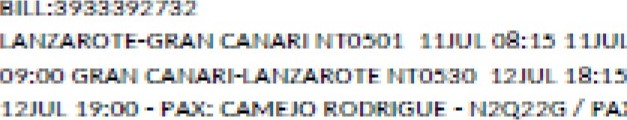 BILL:3933392732
LANZAROTE-GRAN CANARI NT0501 11JUL 08:15 11JUL
09:00 GRAN CANARI-LANZAROTE NT0530 12JUL 18:15
12JUL 19:00 - PAX: CAMEJO RODRIGUE - N2Q22G / PAX